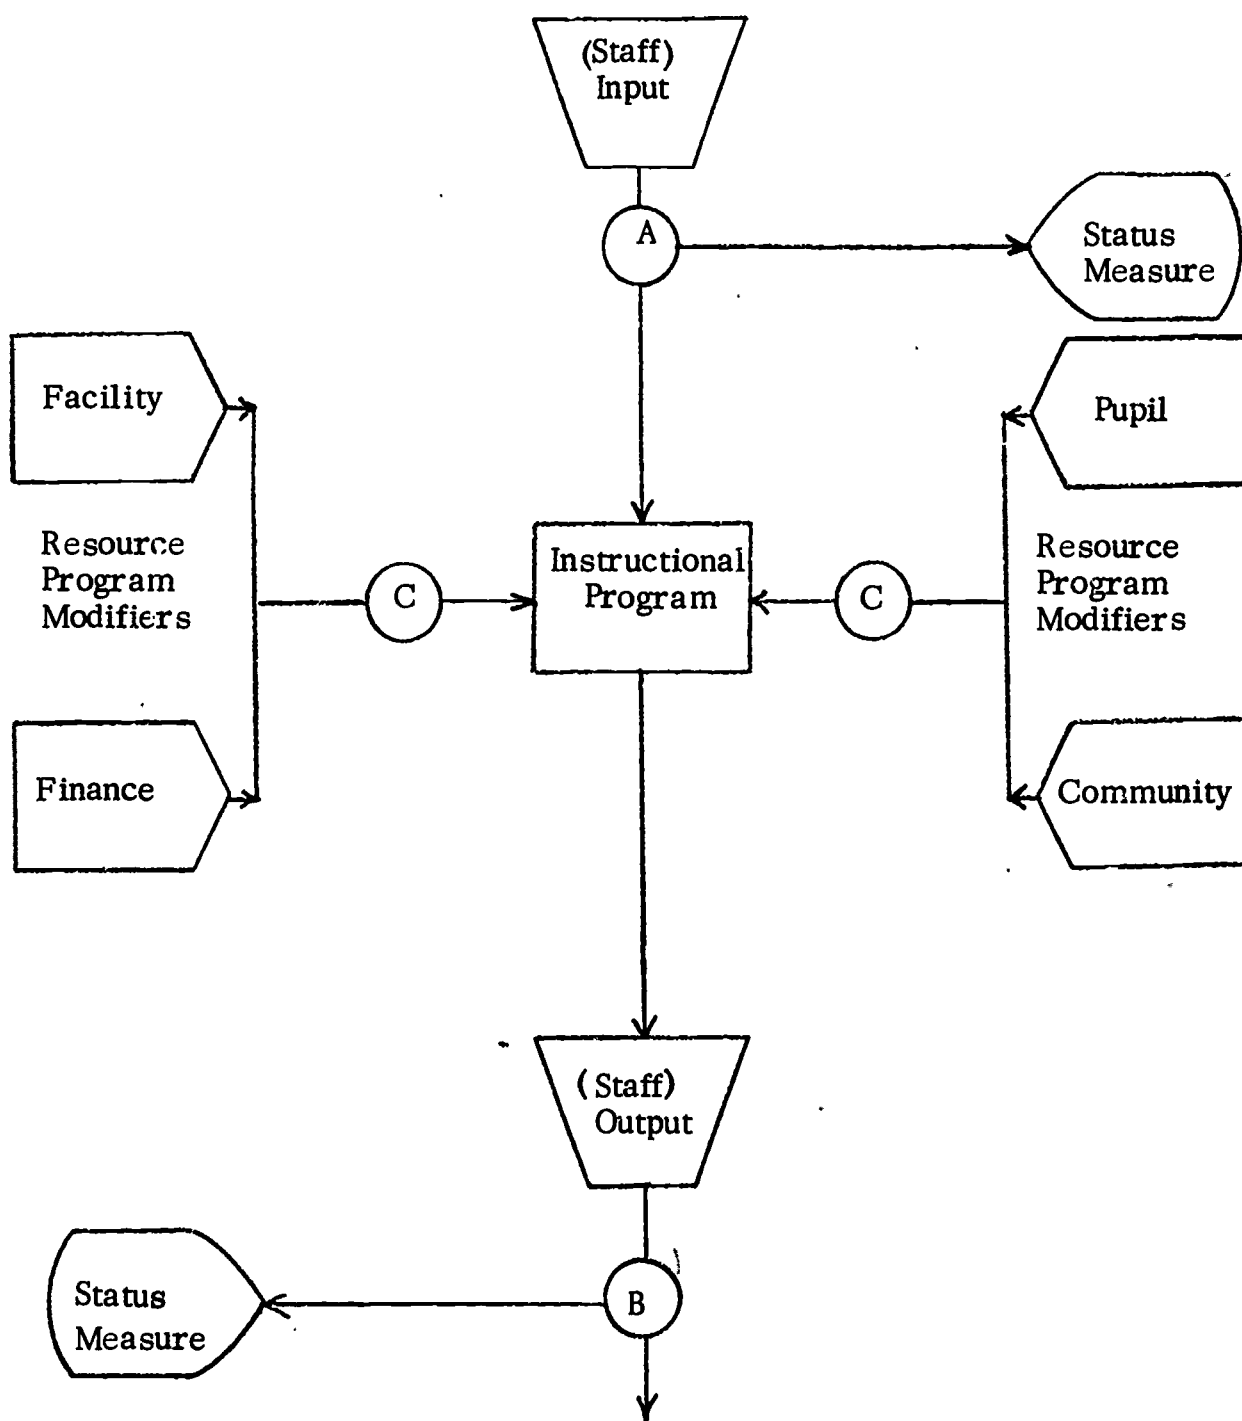 (Staff)
Input
A
Status
Measure
Facility
Pupil
Resource
Program
Modifiers
C
Instructional
Program
C
Resource
Program
Modifiers
Finance
Community
(Staff)
Output
B
Status
Measure